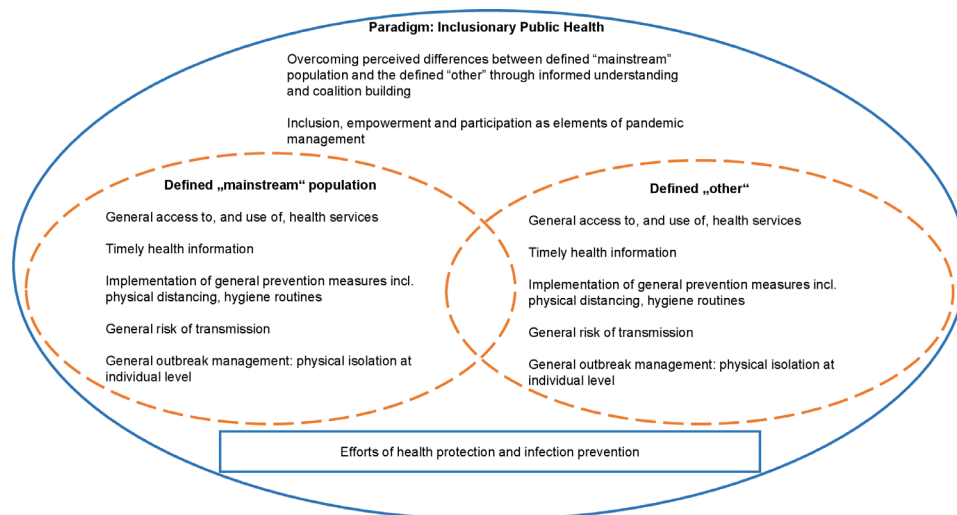 Paradigm: Inclusionary Public Health
Overcoming perceived differences between defined “mainstream”
population and the defined “other” through informed understanding
and coalition building
Inclusion, empowerment and participation as elements of pandemic
management
Defined „mainstream“ population
General access to, and use of, health services
Timely health information
Implementation of general prevention measures incl.
physical distancing, hygiene routines
General risk of transmission
General outbreak management: physical isolation at
individual level
Defined „other“
General access to, and use of, health services
Timely health information
Implementation of general prevention measures incl.
physical distancing, hygiene routines
General risk of transmission
General outbreak management: physical isolation at
individual level
Efforts of health protection and infection prevention